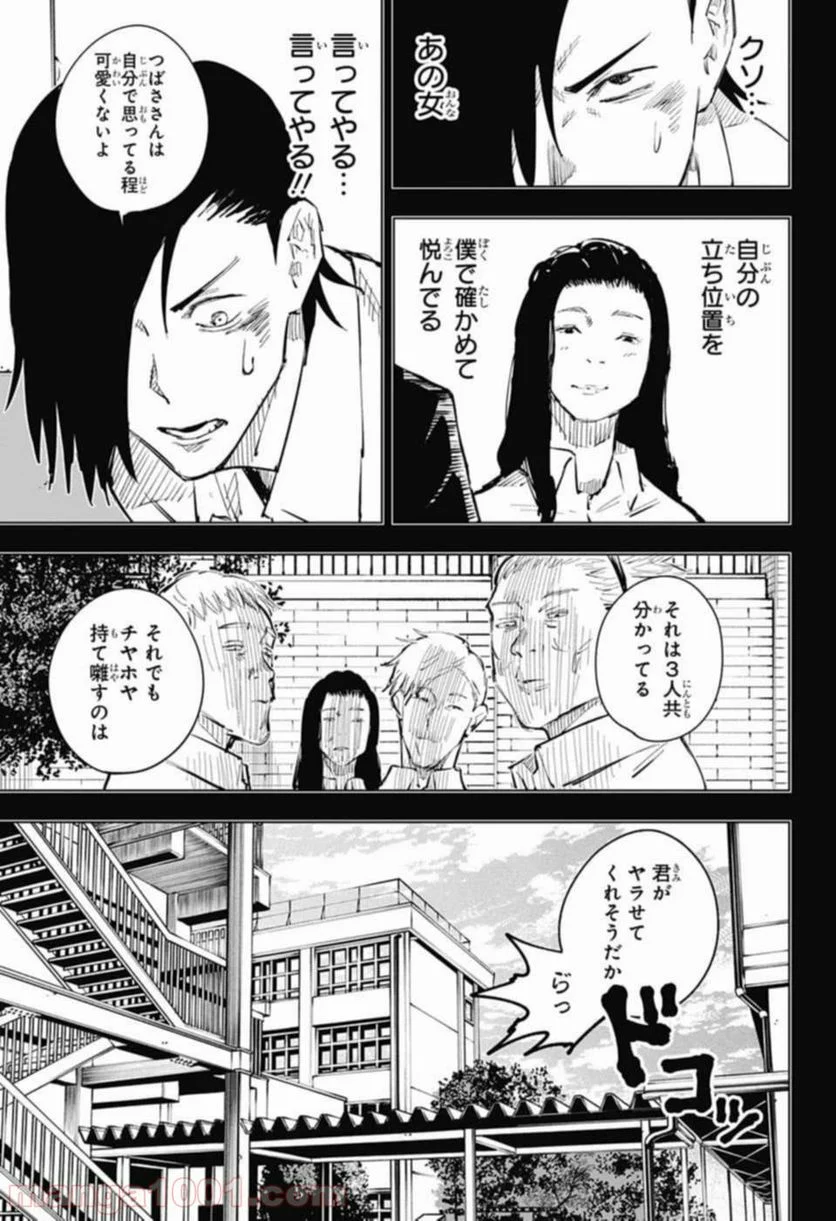 クソ…
あの女
自分の
立ち位置を
僕で確かめて
悦んでる
言ってやる…
言ってやる!!
つばささんは
自分で思ってる程
可愛くないよ
それは3人共
分かってる
それでも
チヤホヤ
持て囃すのは
君が
ヤラせて
くれそうだか
らっ
ドコッ
manga1001.com